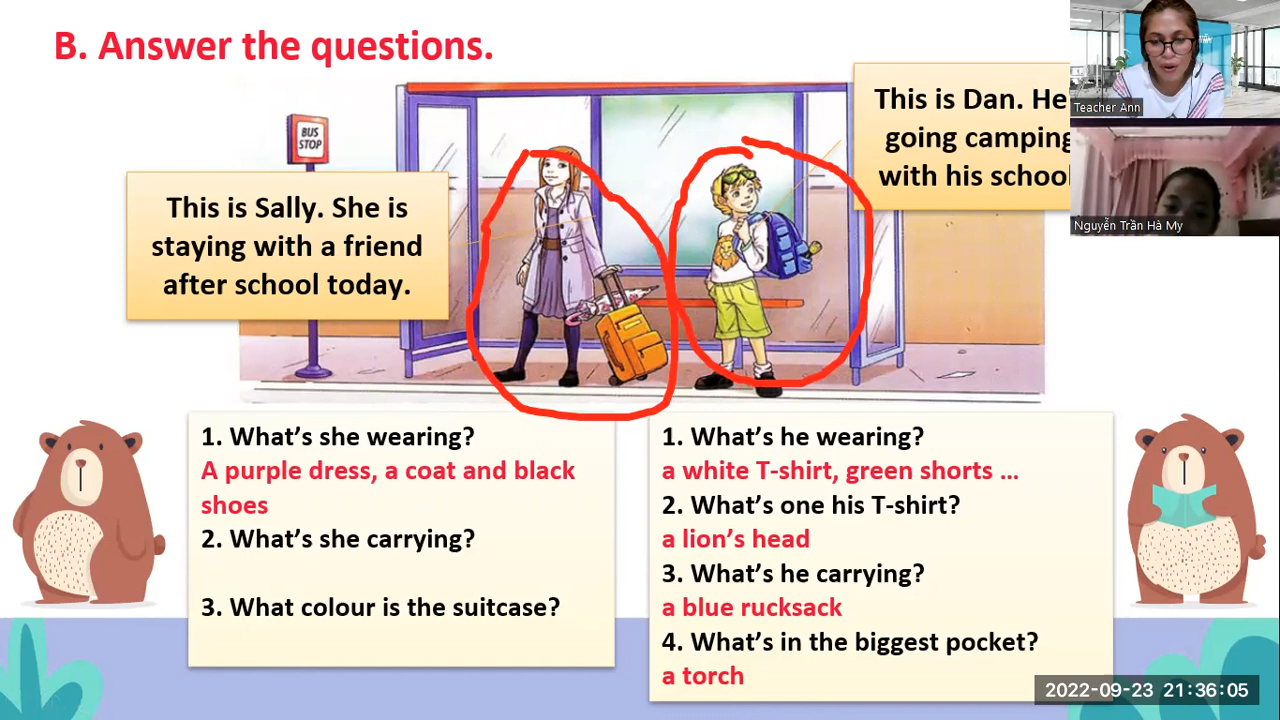 B. Answer the questions.
BUS
STOP
This is Sally. She is
staying with a friend
after school today.
This is Dan. He
going camping
with his school
Teacher Ann
Nguyễn Trần Hà My
1. What's she wearing?
A purple dress, a coat and black
shoes
2. What's she carrying?
3. What colour is the suitcase?
1. What's he wearing?
a white T-shirt, green shorts ...
2. What's one his T-shirt?
a lion's head
3. What's he carrying?
a blue rucksack
4. What's in the biggest pocket?
a torch
2022-09-23 21:36:05